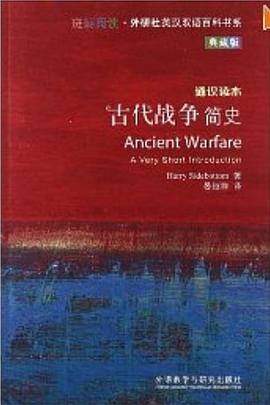 斑斓阅读·外研社英汉双语百科书系
典藏版
通识读本
古代战争 简史
Ancient Warfare
A Very Short Introduction
Harry Sidebottom 著
译
外语教学与研究出版社